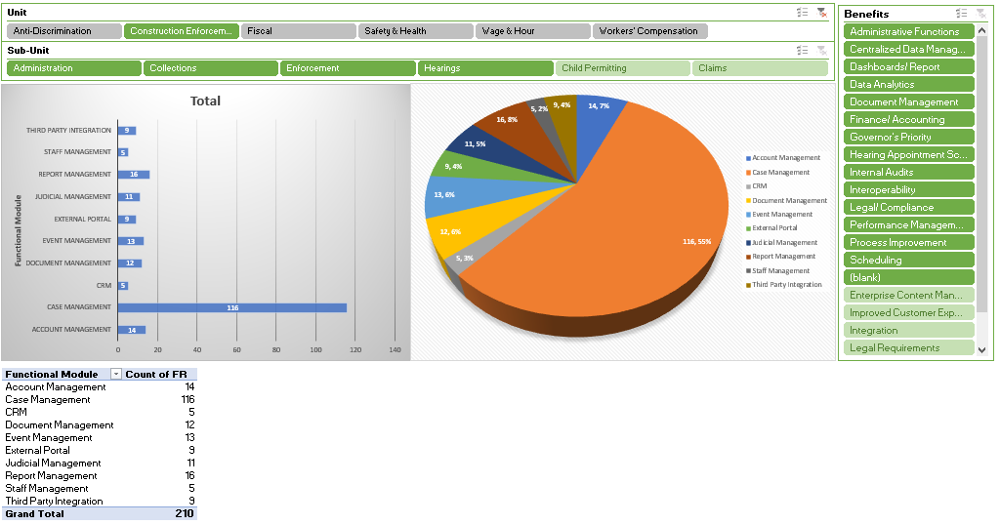 Unit
Anti-Discrimination
Construction Enforcem...
Fiscal
Safety & Health
Wage & Hour
Workers' Compensation
Sub-Unit
Administration
Collections
Enforcement
Hearings
Child Permitting
Claims
Total
Functional Module
THIRD PARTY INTEGRATION 9
STAFF MANAGEMENT 5
REPORT MANAGEMENT 16
JUDICIAL MANAGEMENT 11
EXTERNAL PORTAL 9
EVENT MANAGEMENT 13
DOCUMENT MANAGEMENT 12
CRM 5
CASE MANAGEMENT 116
ACCOUNT MANAGEMENT 14
0 20 40 60 80 100 120 140
14, 7%
116, 55%
5, 3%
12, 6%
13, 6%
9, 4%
11, 5%
16, 8%
5, 2%
9, 4%
Account Management
Case Management
CRM
Document Management
Event Management
External Portal
Judicial Management
Report Management
Staff Management
Third Party Integration
Benefits
Administrative Functions
Centralized Data Manag...
Dashboards/ Report
Data Analytics
Document Management
Finance/ Accounting
Governor's Priority
Hearing Appointment Sc...
Internal Audits
Interoperability
Legal/ Compliance
Performance Managem...
Process Improvement
Scheduling
(blank)
Enterprise Content Man...
Improved Customer Exp...
Integration
Legal Requirements
Functional Module Count of FR
Account Management 14
Case Management 116
CRM 5
Document Management 12
Event Management 13
External Portal 9
Judicial Management 11
Report Management 16
Staff Management 5
Third Party Integration 9
Grand Total 210